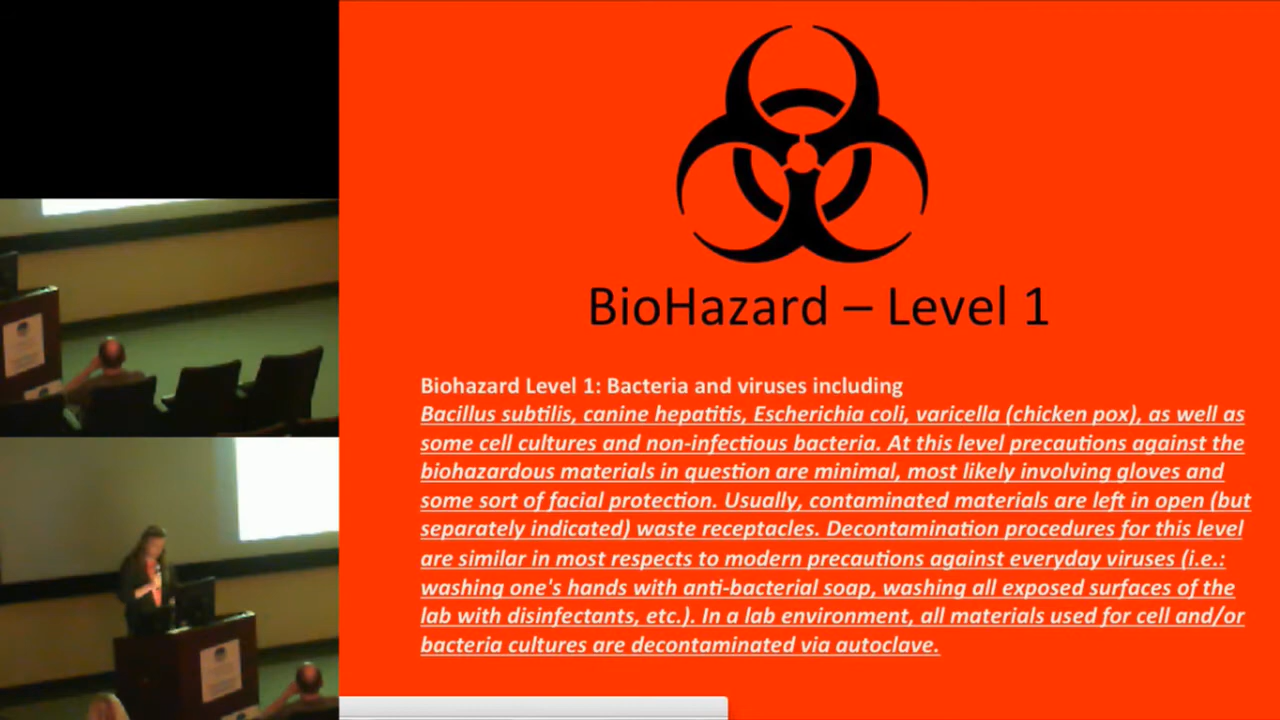 BioHazard – Level 1
Biohazard Level 1: Bacteria and viruses including
Bacillus subtilis, canine hepatitis, Escherichia coli, varicella (chicken pox), as well as
some cell cultures and non-infectious bacteria. At this level precautions against the
biohazardous materials in question are minimal, most likely involving gloves and
some sort of facial protection. Usually, contaminated materials are left in open (but
separately indicated) waste receptacles. Decontamination procedures for this level
are similar in most respects to modern precautions against everyday viruses (i.e.:
washing one's hands with anti-bacterial soap, washing all exposed surfaces of the
lab with disinfectants, etc.). In a lab environment, all materials used for cell and/or
bacteria cultures are decontaminated via autoclave.